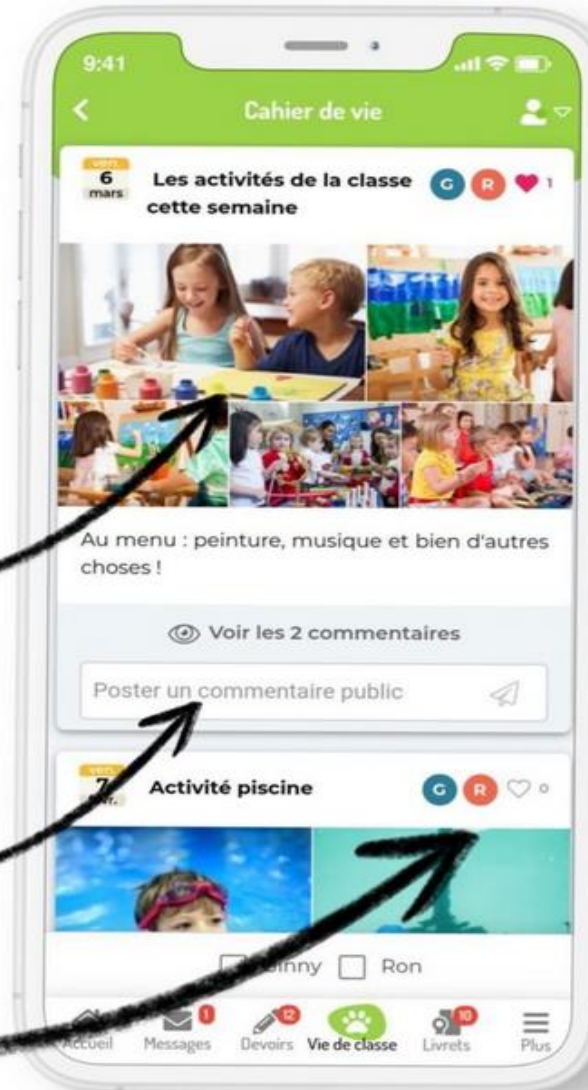 9:41
Cahier de vie
ven.
6
mars
Les activités de la classe
cette semaine
G R 1
Au menu : peinture, musique et bien d'autres
choses !
Voir les 2 commentaires
Poster un commentaire public
ven.
7
Activité piscine
G R 0
Ron
Accueil Messages 1 Devoirs 12 Vie de classe Livrets 10 Plus